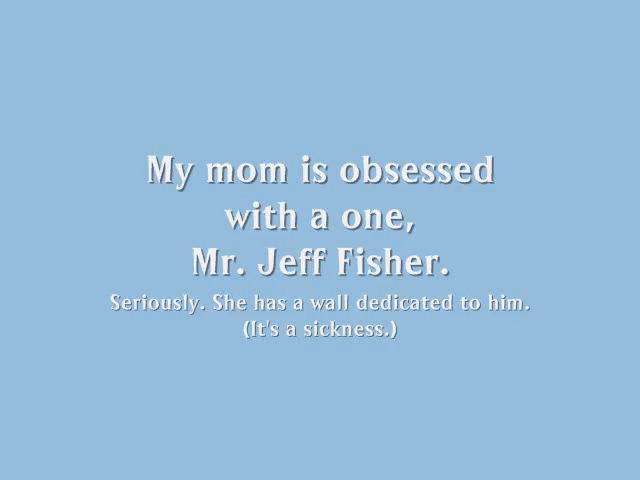 My mom is obsessed
with a one,
Mr. Jeff Fisher.
Seriously. She has a wall dedicated to him.
(It's a sickness.)